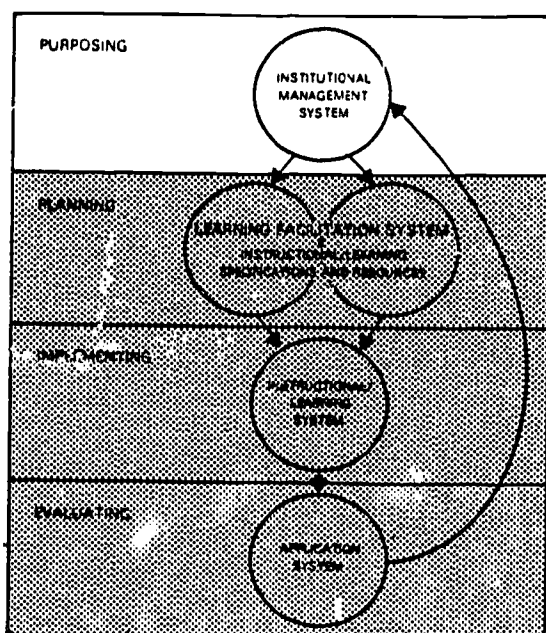 PURPOSING
INSTITUTIONAL
MANAGEMENT
SYSTEM
PLANNING
LEARNING FACILITATION SYSTEM
INSTRUCTIONAL/LEARNING
SPECIFICATIONS AND RESOURCES
IMPLEMENTING
INSTRUCTIONAL/
LEARNING
SYSTEM
EVALUATING
APPLICATION
SYSTEM